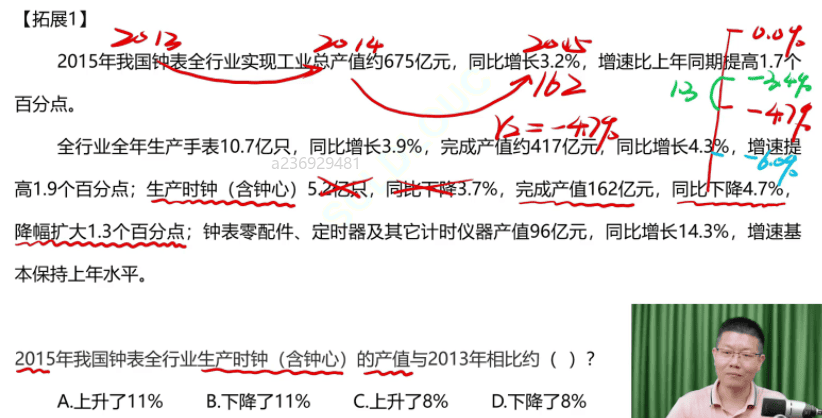 【拓展1】
2013 2014 2015 0.0%
2015年我国钟表全行业实现工业总产值约675亿元，同比增长3.2%，增速比上年同期提高1.7个
162 13 -3.4%
百分点。
r2=-4.7% -4.7%
全行业全年生产手表10.7亿只，同比增长3.9%，完成产值约417亿元，同比增长4.3%，增速提
a236929481 -6.0%
高1.9个百分点；生产时钟（含钟心）5.2亿只，同比下降3.7%，完成产值162亿元，同比下降4.7%，
降幅扩大1.3个百分点；钟表零配件、定时器及其它计时仪器产值96亿元，同比增长14.3%，增速基
本保持上年水平。
2015年我国钟表全行业生产时钟（含钟心）的产值与2013年相比约（ ）？
A.上升了11% B.下降了11% C.上升了8% D.下降了8%